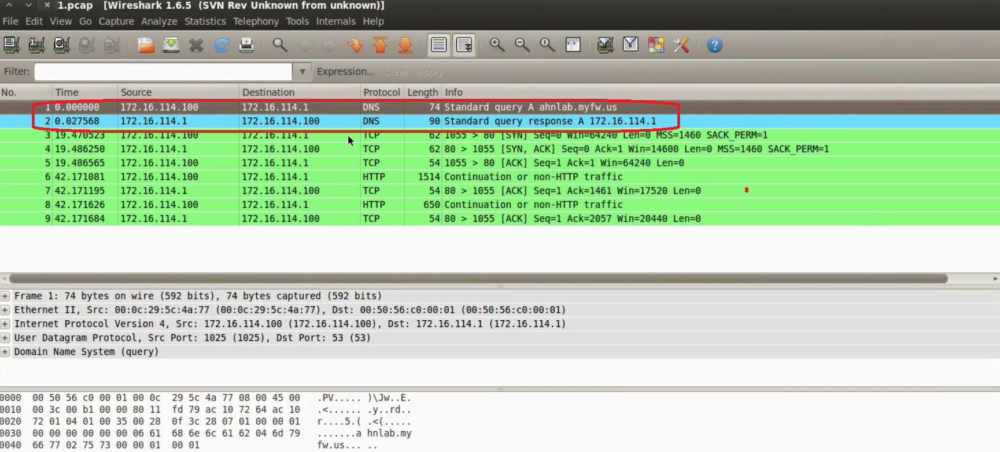 1.pcap [Wireshark 1.6.5 (SVN Rev Unknown from unknown)]
File Edit View Go Capture Analyze Statistics Telephony Tools Internals Help
Filter: Expression... Clear Apply
No. Time Source Destination Protocol Length Info
1 0.000000 172.16.114.100 172.16.114.1 DNS 74 Standard query A ahnlab.myfw.us
2 0.027568 172.16.114.1 172.16.114.100 DNS 90 Standard query response A 172.16.114.1
3 19.470523 172.16.114.100 172.16.114.1 TCP 62 1055 > 80 [SYN] Seq=0 Win=64240 Len=0 MSS=1460 SACK_PERM=1
4 19.486250 172.16.114.1 172.16.114.100 TCP 62 80 > 1055 [SYN, ACK] Seq=0 Ack=1 Win=14600 Len=0 MSS=1460 SACK_PERM=1
5 19.486565 172.16.114.100 172.16.114.1 TCP 54 1055 > 80 [ACK] Seq=1 Ack=1 Win=64240 Len=0
6 42.171081 172.16.114.100 172.16.114.1 HTTP 1514 Continuation or non-HTTP traffic
7 42.171195 172.16.114.1 172.16.114.100 TCP 54 80 > 1055 [ACK] Seq=1 Ack=1461 Win=17520 Len=0
8 42.171626 172.16.114.100 172.16.114.1 HTTP 650 Continuation or non-HTTP traffic
9 42.171684 172.16.114.1 172.16.114.100 TCP 54 80 > 1055 [ACK] Seq=1 Ack=2057 Win=20440 Len=0
Frame 1: 74 bytes on wire (592 bits), 74 bytes captured (592 bits)
Ethernet II, Src: 00:0c:29:5c:4a:77 (00:0c:29:5c:4a:77), Dst: 00:50:56:c0:00:01 (00:50:56:c0:00:01)
Internet Protocol Version 4, Src: 172.16.114.100 (172.16.114.100), Dst: 172.16.114.1 (172.16.114.1)
User Datagram Protocol, Src Port: 1025 (1025), Dst Port: 53 (53)
Domain Name System (query)
0000 00 50 56 c0 00 01 00 0c 29 5c 4a 77 08 00 45 00 .PV..... )\Jw..E.
0010 00 3c 00 b1 00 00 80 11 fd 79 ac 10 72 64 ac 10 .<...... .y..rd..
0020 72 01 04 01 00 35 00 28 0f 3c 28 07 01 00 00 01 r....5.( .<(.....
0030 00 00 00 00 00 00 06 61 68 6e 6c 61 62 04 6d 79 .......a hnlab.my
0040 66 77 02 75 73 00 00 01 00 01 fw.us... ..